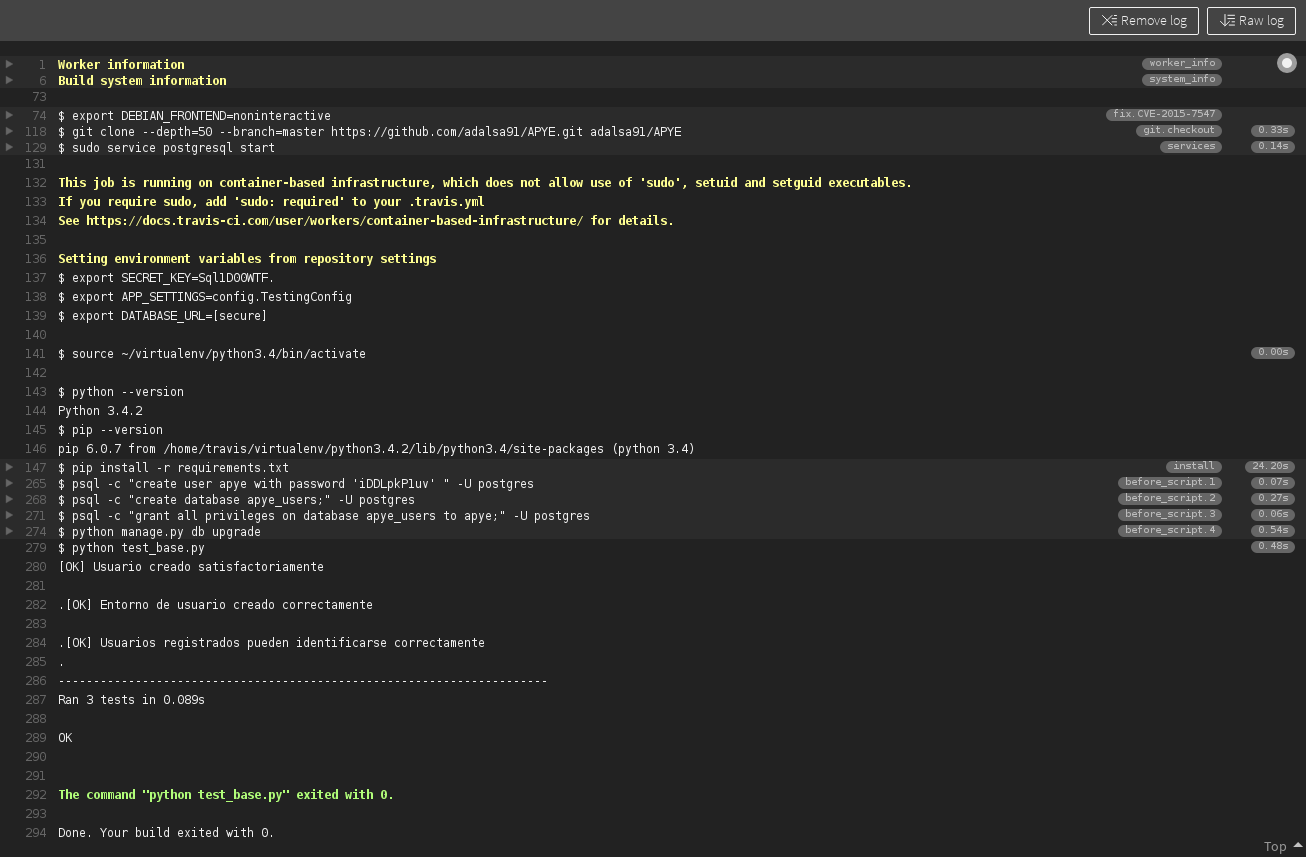 Remove log
Raw log
1 Worker information worker_info
6 Build system information system_info
73
74 $ export DEBIAN_FRONTEND=noninteractive fix.CVE-2015-7547
118 $ git clone --depth=50 --branch=master https://github.com/adalsa91/APYE.git adalsa91/APYE git.checkout 0.33s
129 $ sudo service postgresql start services 0.14s
131
132 This job is running on container-based infrastructure, which does not allow use of 'sudo', setuid and setguid executables.
133 If you require sudo, add 'sudo: required' to your .travis.yml
134 See https://docs.travis-ci.com/user/workers/container-based-infrastructure/ for details.
135
136 Setting environment variables from repository settings
137 $ export SECRET_KEY=Sql1D00WTF.
138 $ export APP_SETTINGS=config.TestingConfig
139 $ export DATABASE_URL=[secure]
140
141 $ source ~/virtualenv/python3.4/bin/activate 0.00s
142
143 $ python --version
144 Python 3.4.2
145 $ pip --version
146 pip 6.0.7 from /home/travis/virtualenv/python3.4.2/lib/python3.4/site-packages (python 3.4)
147 $ pip install -r requirements.txt install 24.20s
265 $ psql -c "create user apye with password 'iDDLpkP1uv' " -U postgres before_script.1 0.07s
268 $ psql -c "create database apye_users;" -U postgres before_script.2 0.27s
271 $ psql -c "grant all privileges on database apye_users to apye;" -U postgres before_script.3 0.06s
274 $ python manage.py db upgrade before_script.4 0.54s
279 $ python test_base.py 0.48s
280 [OK] Usuario creado satisfactoriamente
281
282 .[OK] Entorno de usuario creado correctamente
283
284 .[OK] Usuarios registrados pueden identificarse correctamente
285 .
286 ----------------------------------------------------------------------
287 Ran 3 tests in 0.089s
288
289 OK
290
291
292 The command "python test_base.py" exited with 0.
293
294 Done. Your build exited with 0.
Top